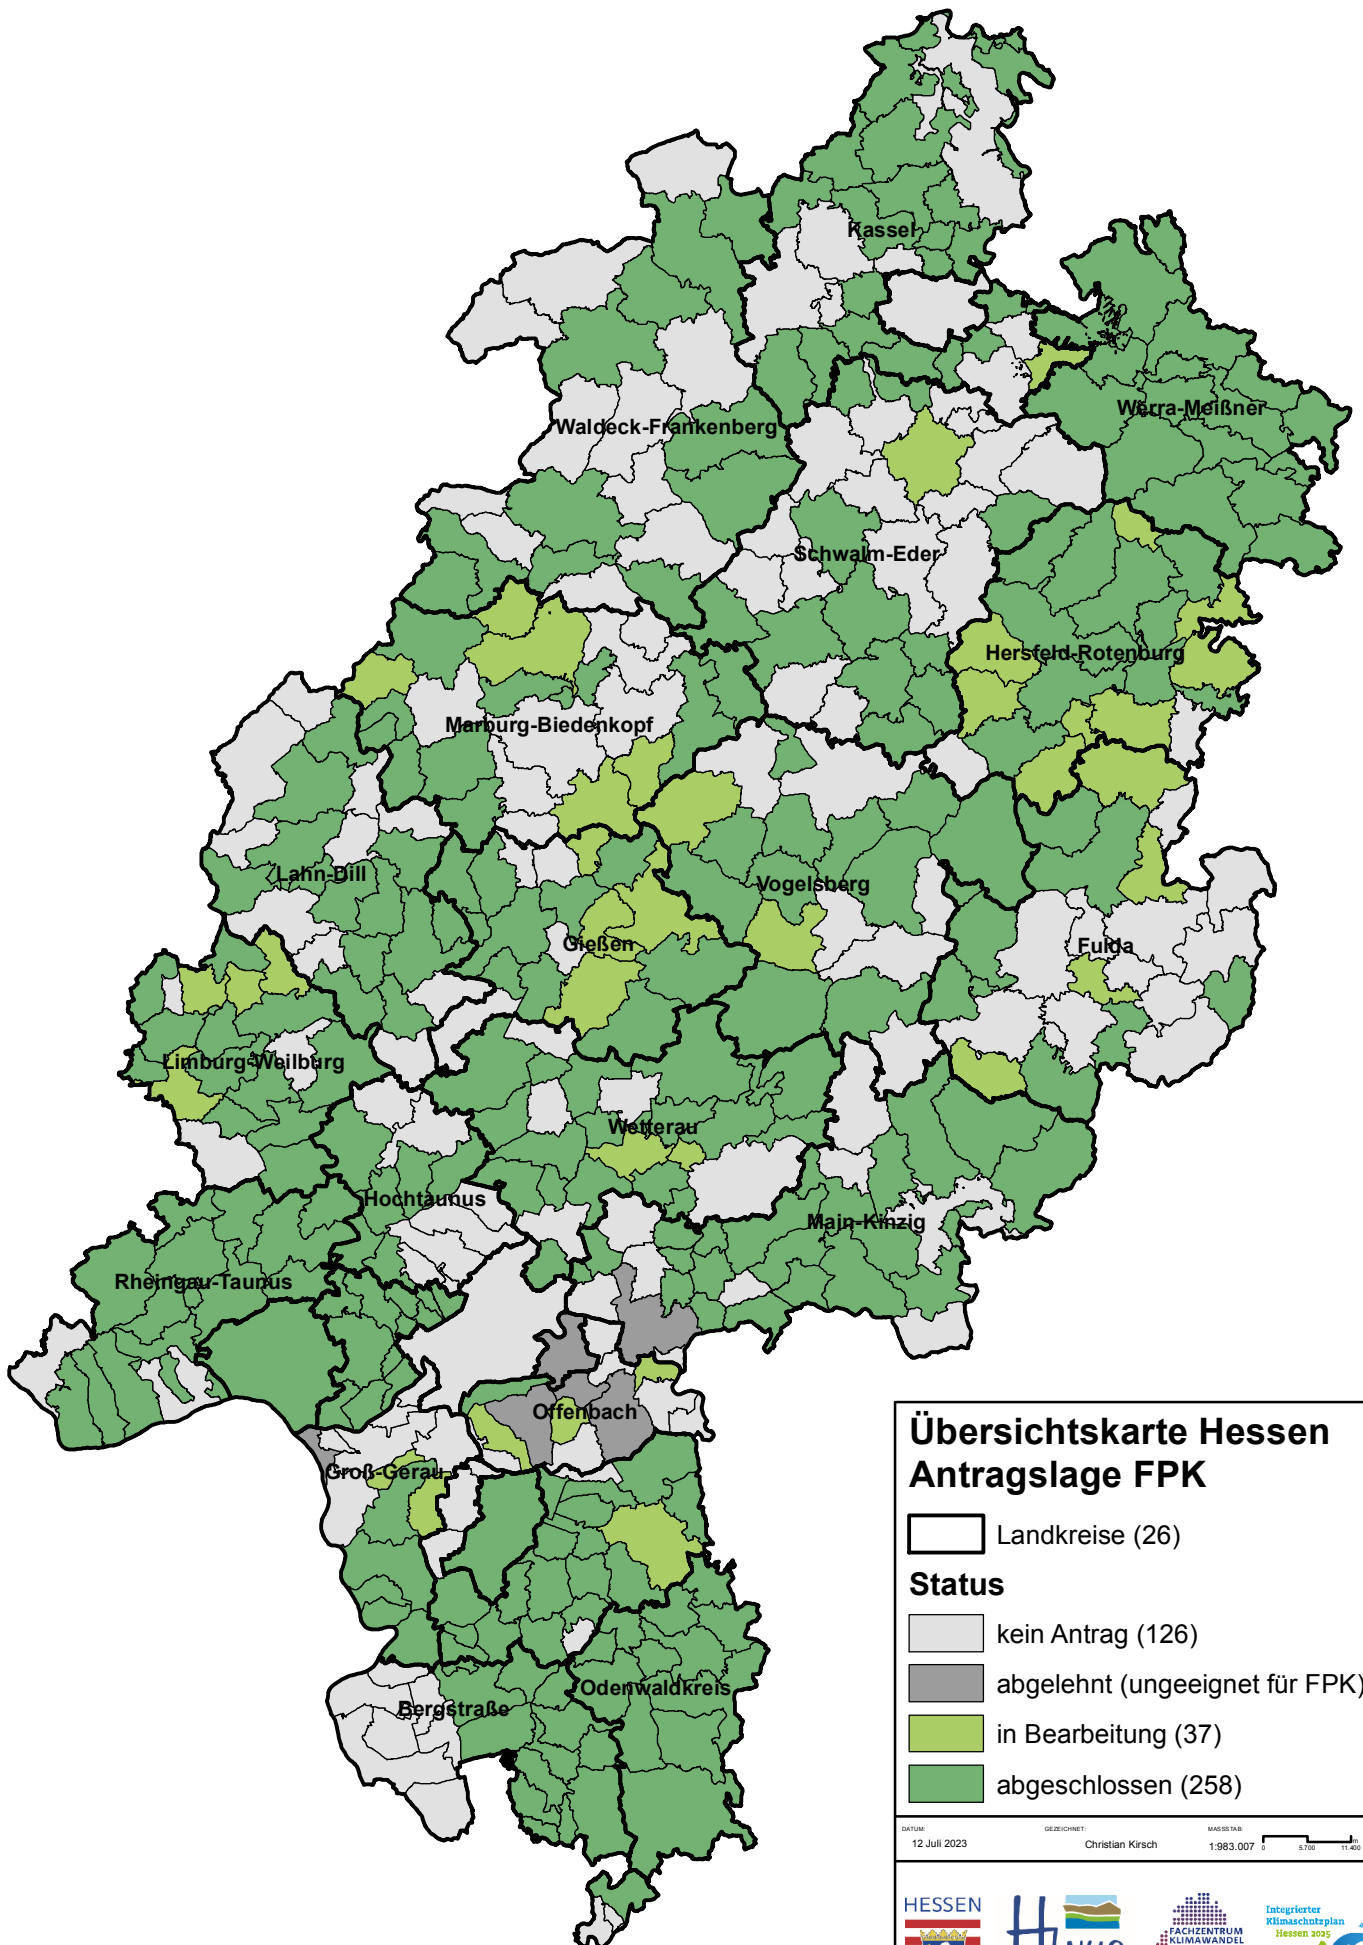 Kassel
Werra-Meißner
Waldeck-Frankenberg
Schwalm-Eder
Hersfeld-Rotenburg
Marburg-Biedenkopf
Lahn-Dill
Vogelsberg
Gießen
Fulda
Limburg-Weilburg
Wetterau
Hochtaunus
Main-Kinzig
Rheingau-Taunus
Offenbach
Groß-Gerau
Odenwaldkreis
Bergstraße
Übersichtskarte Hessen
Antragslage FPK
Landkreise (26)
Status
kein Antrag (126)
abgelehnt (ungeeignet für FPK)
in Bearbeitung (37)
abgeschlossen (258)
DATUM: GEZEICHNET: MASSSTAB:
12 Juli 2023 Christian Kirsch 1:983.007 0 5.700 11.400 m
HESSEN
FACHZENTRUM
KLIMAWANDEL
Integrierter
Klimaschutzplan
Hessen 2025